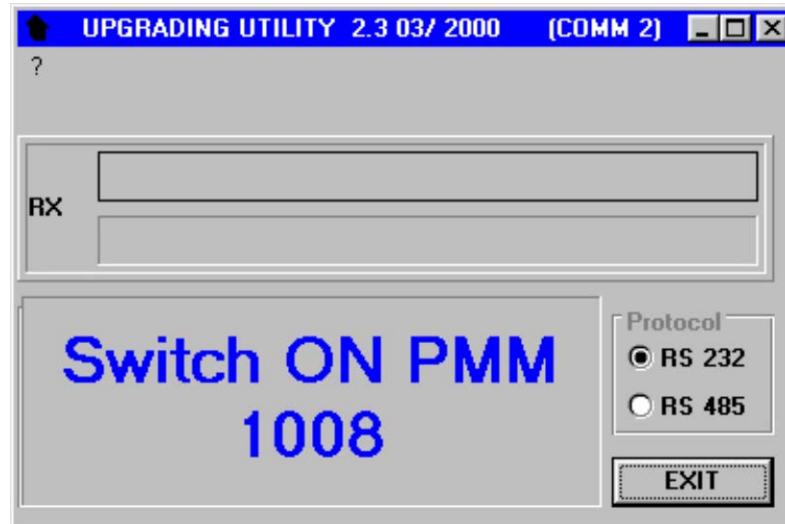 UPGRADING UTILITY 2.3 03/ 2000 (COMM 2)
?
RX
Switch ON PMM
1008
Protocol
RS 232
RS 485
EXIT